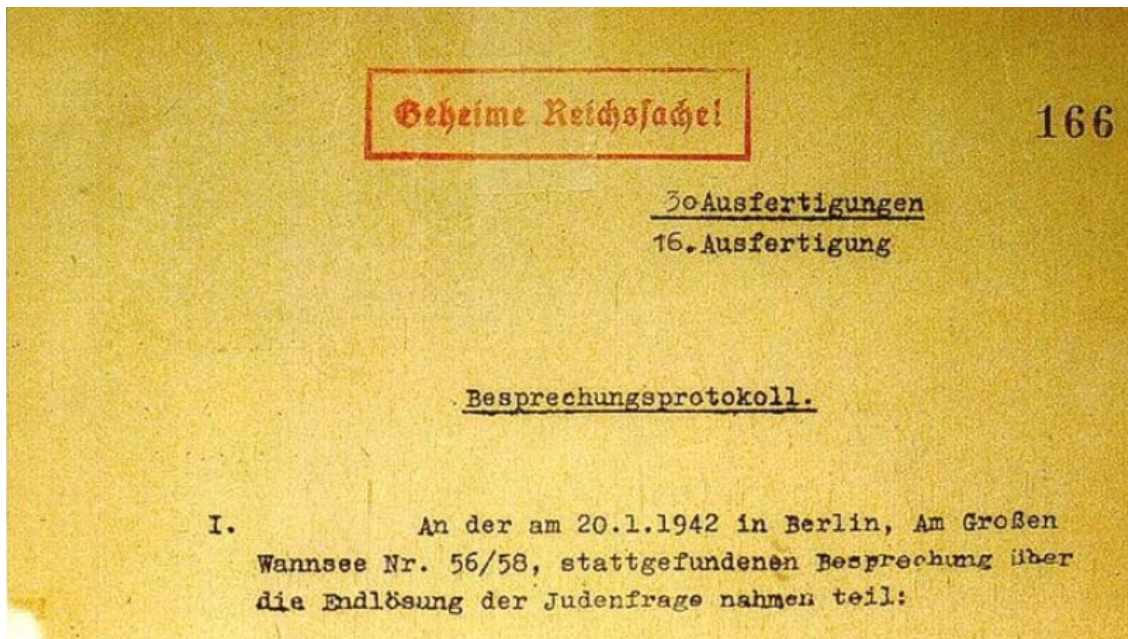 Geheime Reichssache!
166
30 Ausfertigungen
16. Ausfertigung
Besprechungsprotokoll.
I. An der am 20.1.1942 in Berlin, Am Großen
Wannsee Nr. 56/58, stattgefundenen Besprechung über
die Endlösung der Judenfrage nahmen teil: